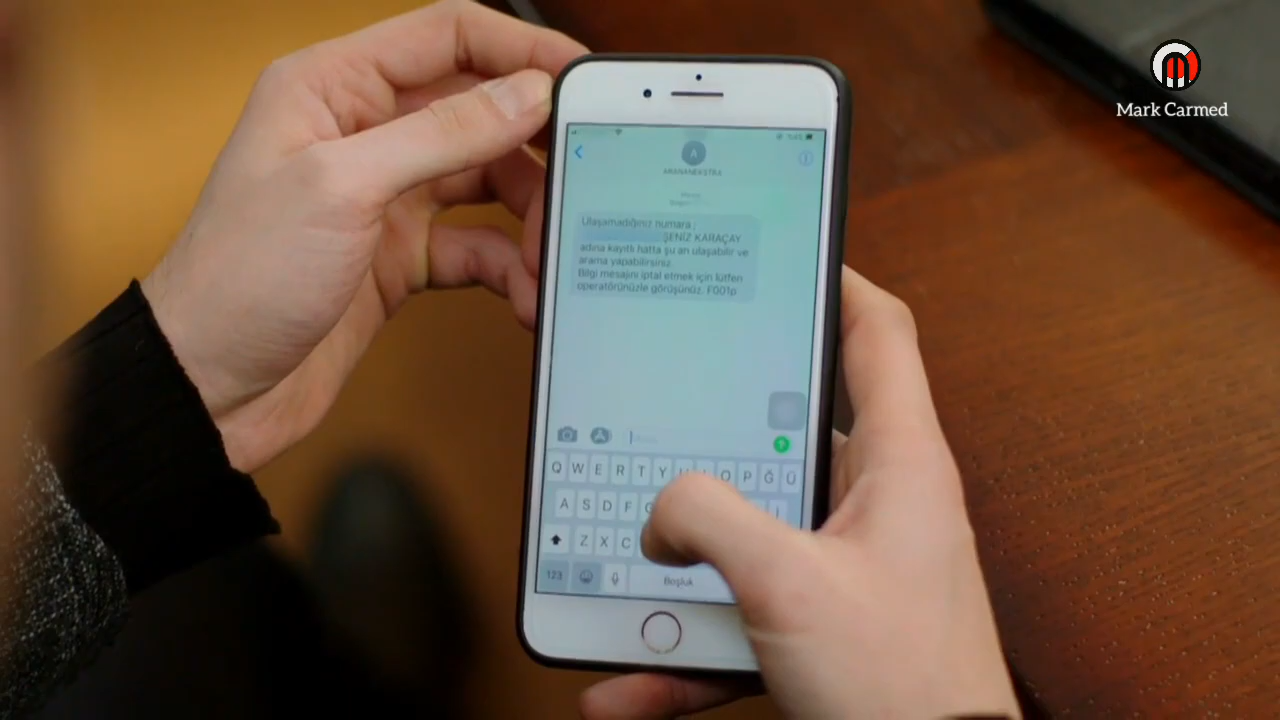 Mark Carmed
A
ARANANEKSTRA
Ulaşamadığınız numara ;
ŞENİZ KARAÇAY
adına kayıtlı hatta şu an ulaşabilir ve
arama yapabilirsiniz.
Bilgi mesajını iptal etmek için lütfen
operatörünüzle görüşünüz. F001p
Q W E R T Y U O P Ğ Ü
A S D F G
Z X C
123 Boşluk